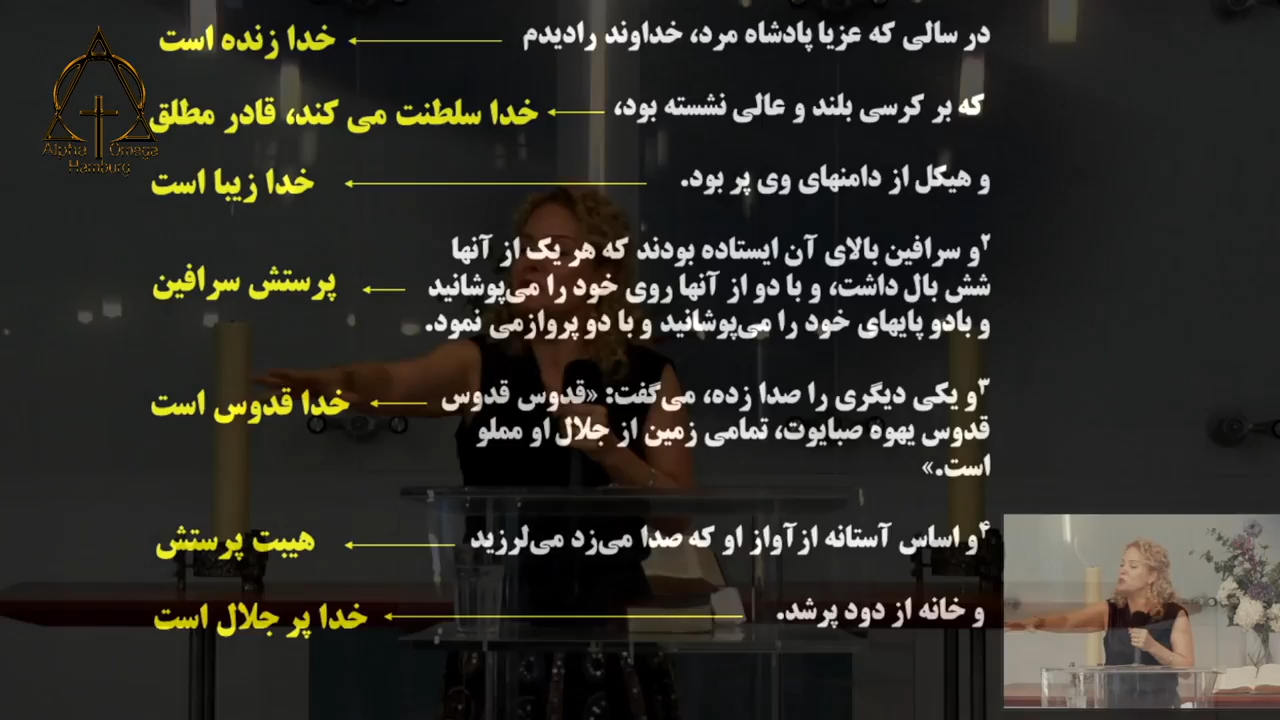 در سالی که عزیا پادشاه مرد، خداوند رادیدم
خدا زنده است
که بر کرسی بلند و عالی نشسته بود،
خدا سلطنت می کند، قادر مطلق
و هیکل از دامنهای وی پر بود.
خدا زیبا است
۲و سرافین بالای آن ایستاده بودند که هر یک از آنها
شش بال داشت، و با دو از آنها روی خود را می‌پوشانید
و بادو پایهای خود را می‌پوشانید و با دو پروازمی نمود.
پرستش سرافین
۳و یکی دیگری را صدا زده، می‌گفت: «قدوس قدوس
قدوس یهوه صبایوت، تمامی زمین از جلال او مملو
است.»
خدا قدوس است
۴و اساس آستانه ازآواز او که صدا می‌زد می‌لرزید
هیبت پرستش
و خانه از دود پرشد.
خدا پر جلال است
Alpha Omega
Hamburg